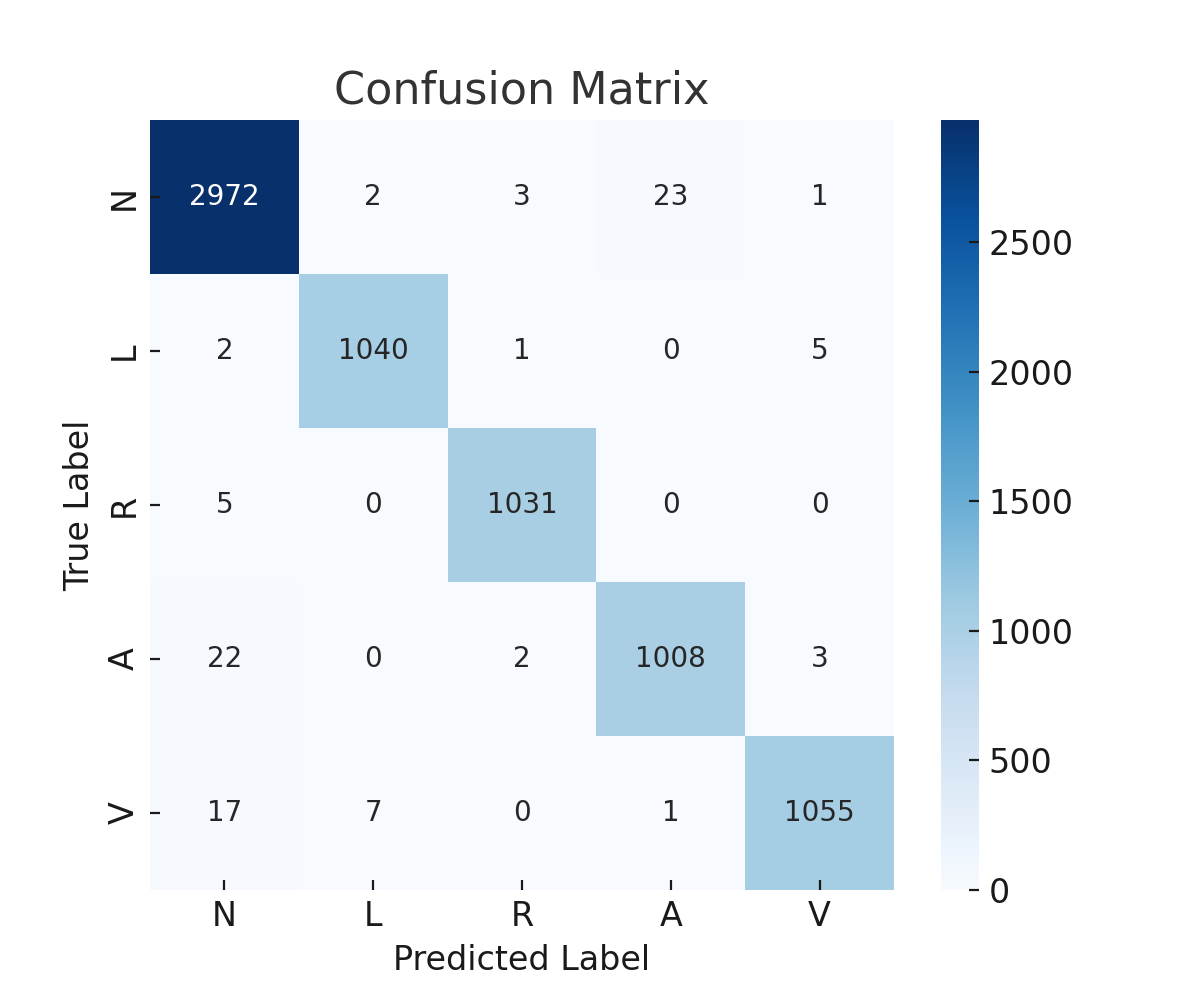 Confusion Matrix
N 2972 2 3 23 1
L 2 1040 1 0 5
R 5 0 1031 0 0
A 22 0 2 1008 3
V 17 7 0 1 1055
N L R A V
Predicted Label
True Label
2500
2000
1500
1000
500
0